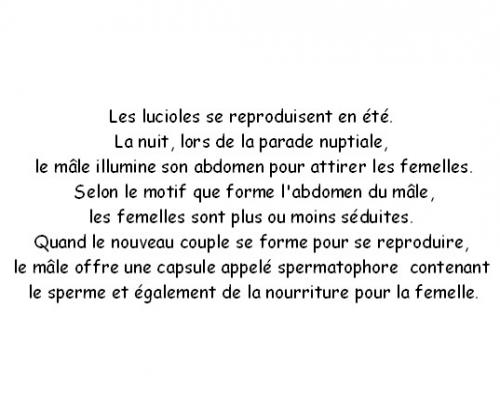 Les lucioles se reproduisent en été.
La nuit, lors de la parade nuptiale,
le mâle illumine son abdomen pour attirer les femelles.
Selon le motif que forme l'abdomen du mâle,
les femelles sont plus ou moins séduites.
Quand le nouveau couple se forme pour se reproduire,
le mâle offre une capsule appelé spermatophore contenant
le sperme et également de la nourriture pour la femelle.